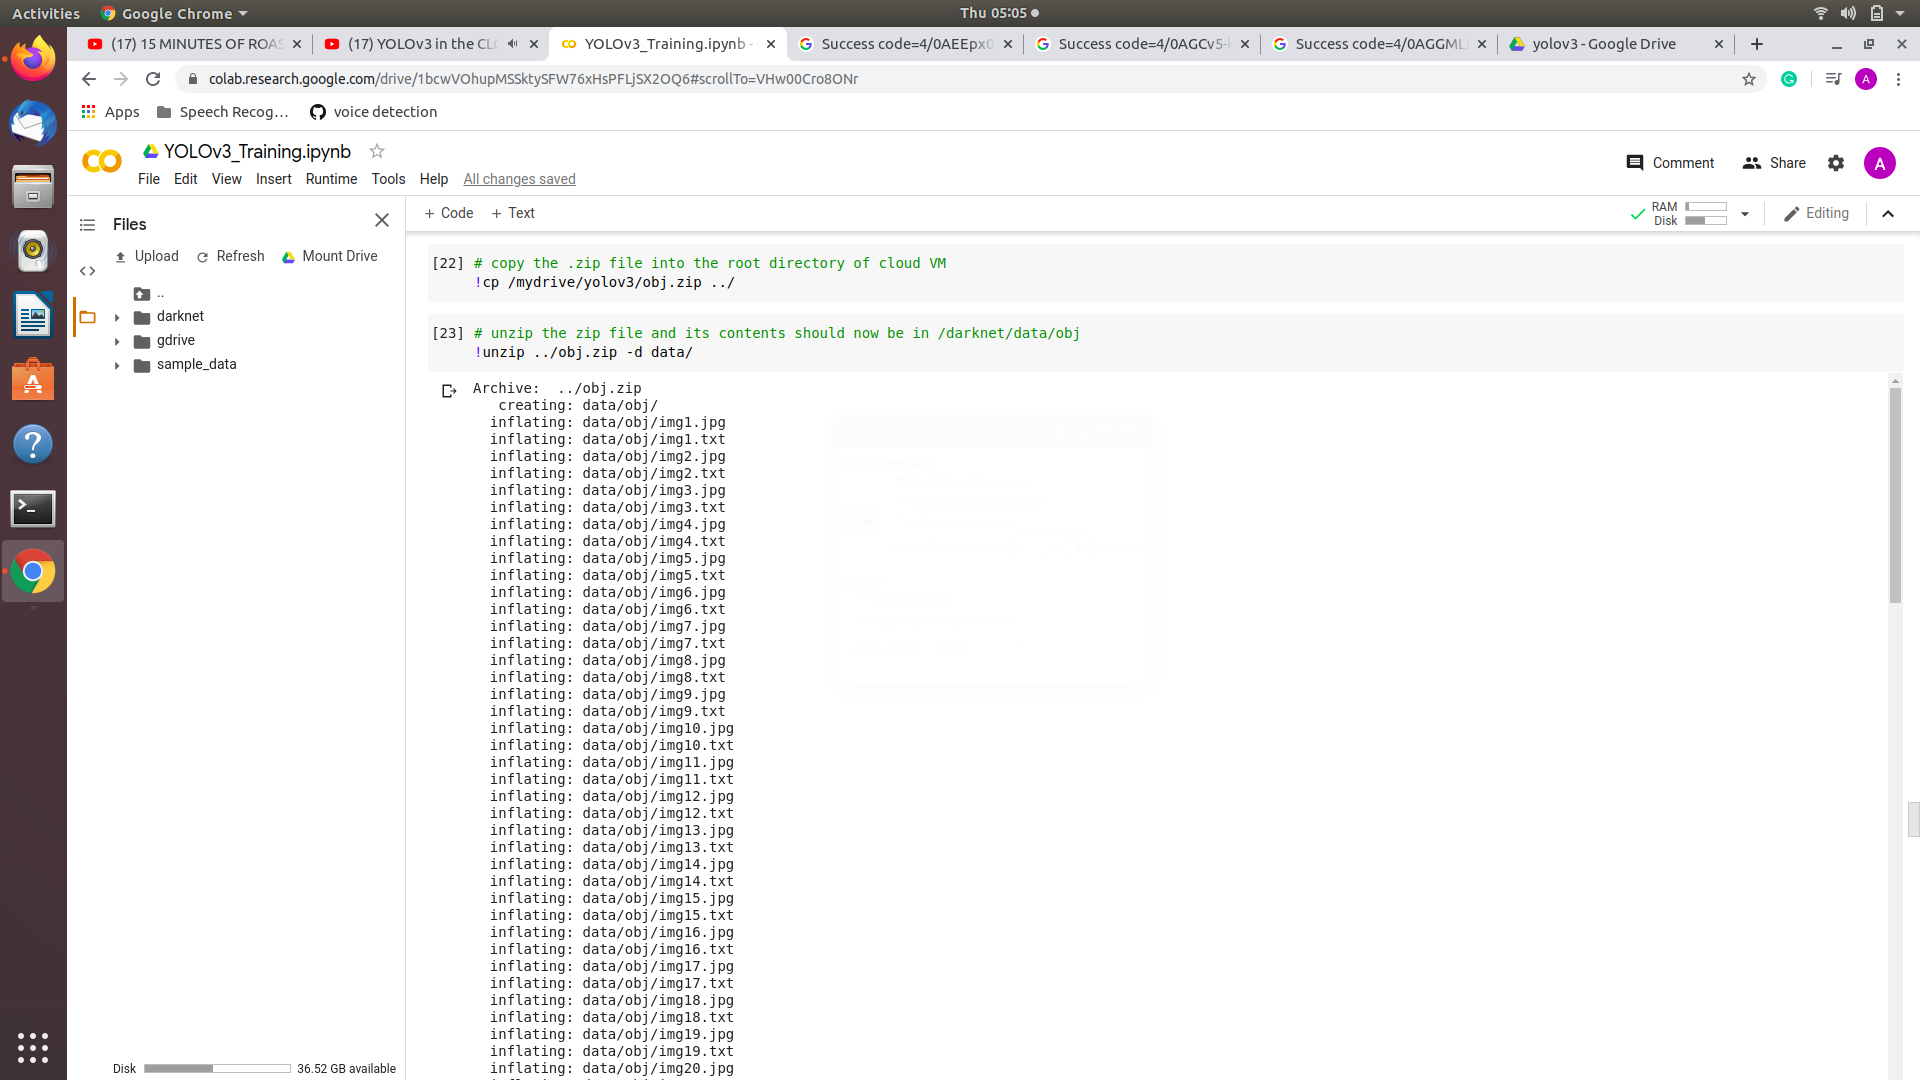 Activities
Google Chrome
Thu 05:05
(17) 15 MINUTES OF ROAS
(17) YOLOv3 in the CLO
YOLOv3_Training.ipynb -
Success code=4/0AEEpx0
Success code=4/0AGCv5-
Success code=4/0AGGML
yolov3 - Google Drive
colab.research.google.com/drive/1bcwVOhupMSSktySFW76xHsPFLjSX2OQ6#scrollTo=VHw00Cro8ONr
A
Apps
Speech Recog...
voice detection
YOLOv3_Training.ipynb
Comment
Share
A
File Edit View Insert Runtime Tools Help All changes saved
Files
+ Code + Text
RAM
Disk
Editing
Upload Refresh Mount Drive
..
darknet
gdrive
sample_data
[22] # copy the .zip file into the root directory of cloud VM
!cp /mydrive/yolov3/obj.zip ../
[23] # unzip the zip file and its contents should now be in /darknet/data/obj
!unzip ../obj.zip -d data/
Archive:  ../obj.zip
creating: data/obj/
inflating: data/obj/img1.jpg
inflating: data/obj/img1.txt
inflating: data/obj/img2.jpg
inflating: data/obj/img2.txt
inflating: data/obj/img3.jpg
inflating: data/obj/img3.txt
inflating: data/obj/img4.jpg
inflating: data/obj/img4.txt
inflating: data/obj/img5.jpg
inflating: data/obj/img5.txt
inflating: data/obj/img6.jpg
inflating: data/obj/img6.txt
inflating: data/obj/img7.jpg
inflating: data/obj/img7.txt
inflating: data/obj/img8.jpg
inflating: data/obj/img8.txt
inflating: data/obj/img9.jpg
inflating: data/obj/img9.txt
inflating: data/obj/img10.jpg
inflating: data/obj/img10.txt
inflating: data/obj/img11.jpg
inflating: data/obj/img11.txt
inflating: data/obj/img12.jpg
inflating: data/obj/img12.txt
inflating: data/obj/img13.jpg
inflating: data/obj/img13.txt
inflating: data/obj/img14.jpg
inflating: data/obj/img14.txt
inflating: data/obj/img15.jpg
inflating: data/obj/img15.txt
inflating: data/obj/img16.jpg
inflating: data/obj/img16.txt
inflating: data/obj/img17.jpg
inflating: data/obj/img17.txt
inflating: data/obj/img18.jpg
inflating: data/obj/img18.txt
inflating: data/obj/img19.jpg
inflating: data/obj/img19.txt
inflating: data/obj/img20.jpg
Disk 36.52 GB available